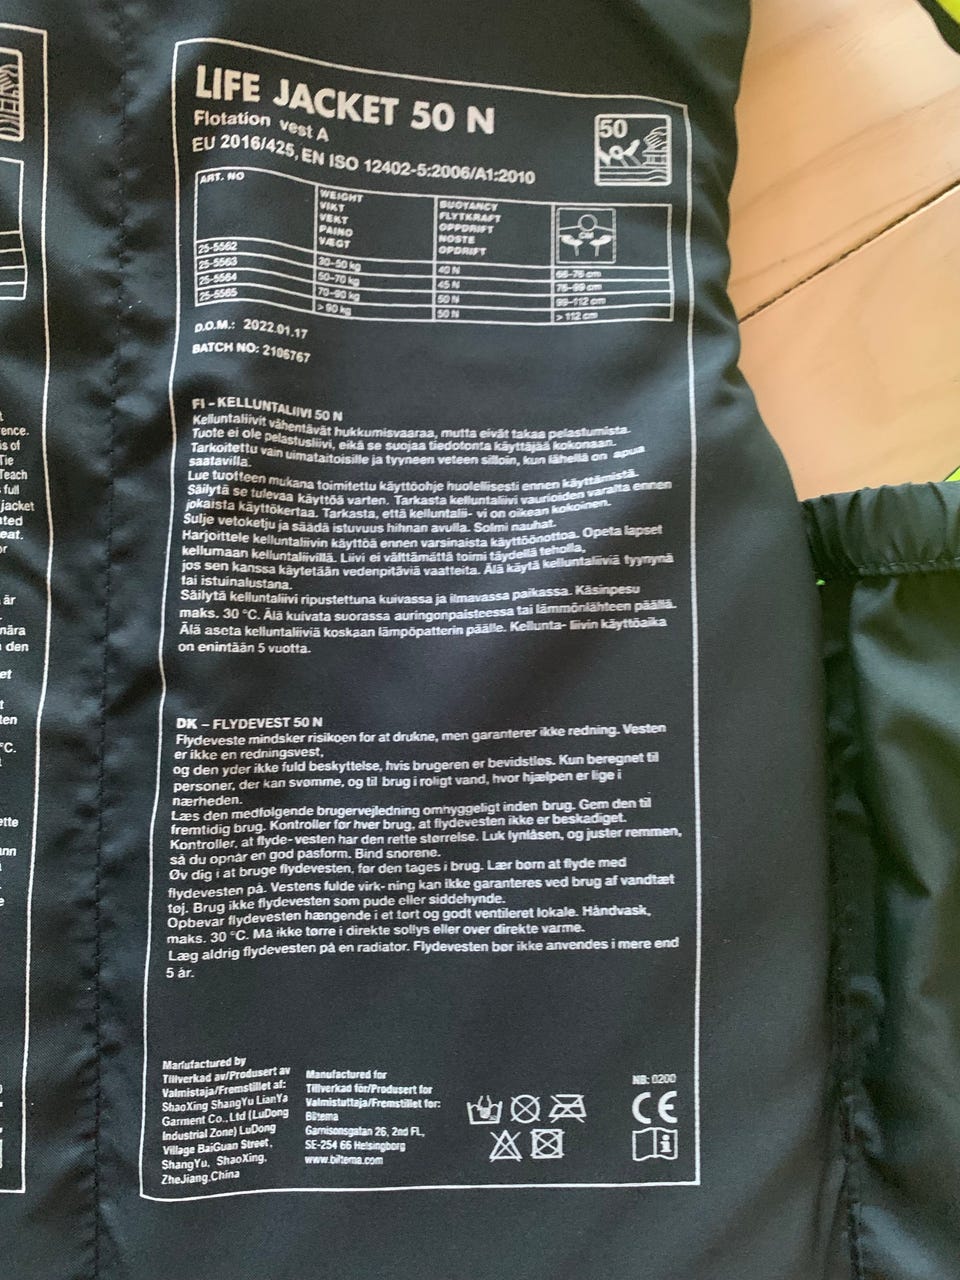 LIFE JACKET 50 N
Flotation vest A
EU 2016/425, EN ISO 12402-5:2006/A1:2010
50
ART. NO
WEIGHT
VIKT
VEKT
PAINO
VÆGT
BUOYANCY
FLYTKRAFT
OPPDRIFT
NOSTE
OPDRIFT
CM
25-5562 30-50 kg 40 N 66-76 cm
25-5563 50-70 kg 45 N 76-99 cm
25-5564 70-90 kg 50 N 99-112 cm
25-5565 > 90 kg 50 N > 112 cm
D.O.M.: 2022.01.17
BATCH NO: 2106767
FI - KELLUNTALIIVI 50 N
Kelluntaliivit vähentävät hukkumisvaaraa, mutta eivät takaa pelastumista.
Tuote ei ole pelastusliivi, eikä se suojaa tiedotonta käyttäjää kokonaan.
Tarkoitettu vain uimataitoisille ja tyyneen veteen silloin, kun lähellä on apua
saatavilla.
Lue tuotteen mukana toimitettu käyttöohje huolellisesti ennen käyttämistä.
Säilytä se tulevaa käyttöä varten. Tarkasta kelluntaliivi vaurioiden varalta ennen
jokaista käyttökertaa. Tarkasta, että kelluntalii- vi on oikean kokoinen.
Sulje vetoketju ja säädä istuvuus hihnan avulla. Solmi nauhat.
Harjoittele kelluntaliivin käyttöä ennen varsinaista käyttöönottoa. Opeta lapset
kellumaan kelluntaliivillä. Liivi ei välttämättä toimi täydellä teholla,
jos sen kanssa käytetään vedenpitäviä vaatteita. Älä käytä kelluntaliiviä tyynynä
tai istuinalustana.
Säilytä kelluntaliivi ripustettuna kuivassa ja ilmavassa paikassa. Käsinpesu
maks. 30 °C. Älä kuivata suorassa auringonpaisteessa tai lämmönlähteen päällä.
Älä aseta kelluntaliiviä koskaan lämpöpatterin päälle. Kellunta- liivin käyttöaika
on enintään 5 vuotta.
DK - FLYDEVEST 50 N
Flydeveste mindsker risikoen for at drukne, men garanterer ikke redning. Vesten
er ikke en redningsvest,
og den yder ikke fuld beskyttelse, hvis brugeren er bevidstløs. Kun beregnet til
personer, der kan svømme, og til brug i roligt vand, hvor hjælpen er lige i
nærheden.
Læs den medfølgende brugervejledning omhyggeligt inden brug. Gem den til
fremtidig brug. Kontroller før hver brug, at flydevesten ikke er beskadiget.
Kontroller, at flyde-vesten har den rette størrelse. Luk lynlåsen, og juster remmen,
så du opnår en god pasform. Bind snorene.
Øv dig i at bruge flydevesten, før den tages i brug. Lær børn at flyde med
flydevesten på. Vestens fulde virk- ning kan ikke garanteres ved brug af vandtæt
tøj. Brug ikke flydevesten som pude eller siddehynde.
Opbevar flydevesten hængende i et tørt og godt ventileret lokale. Håndvask,
maks. 30 °C. Må ikke tørre i direkte sollys eller over direkte varme.
Læg aldrig flydevesten på en radiator. Flydevesten bør ikke anvendes i mere end
5 år.
Manufactured by
Tillverkad av/Produsert av
Valmistaja/Fremstillet af:
ShaoXing ShangYu LianYa
Garment Co.,Ltd (LuDong
Industrial Zone) LuDong
Village BaiGuan Street,
ShangYu, ShaoXing,
ZheJiang.China
Manufactured for
Tillverkad för/Produsert for
Valmistuttaja/Fremstillet for:
Biltema
Garnisonsgatan 26, 2nd FL,
SE-254 66 Helsingborg
www.biltema.com
NB: 0200
CE
i